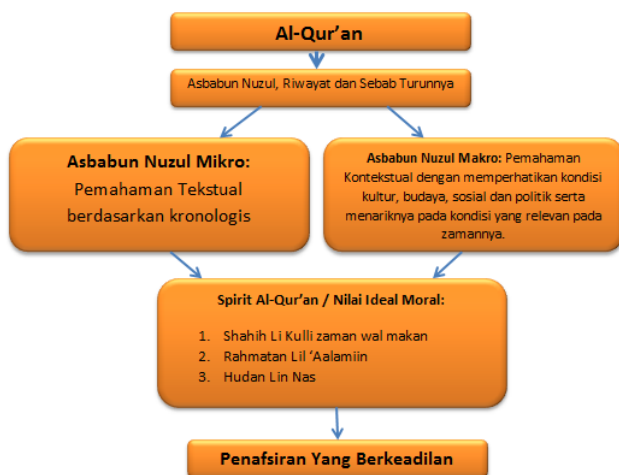 Al-Qur’an
Asbabun Nuzul, Riwayat dan Sebab Turunnya
Asbabun Nuzul Mikro:
Pemahaman Tekstual
berdasarkan kronologis
Asbabun Nuzul Makro: Pemahaman
Kontekstual dengan memperhatikan kondisi
kultur, budaya, sosial dan politik serta
menariknya pada kondisi yang relevan pada
zamannya.
Spirit Al-Qur’an / Nilai Ideal Moral:
1. Shahih Li Kulli zaman wal makan
2. Rahmatan Lil ‘Aalamiin
3. Hudan Lin Nas
Penafsiran Yang Berkeadilan